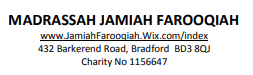 MADRASSAH JAMIAH FAROOQIAH
www.JamiahFarooqiah.Wix.com/index
432 Barkerend Road, Bradford  BD3 8QJ
Charity No 1156647